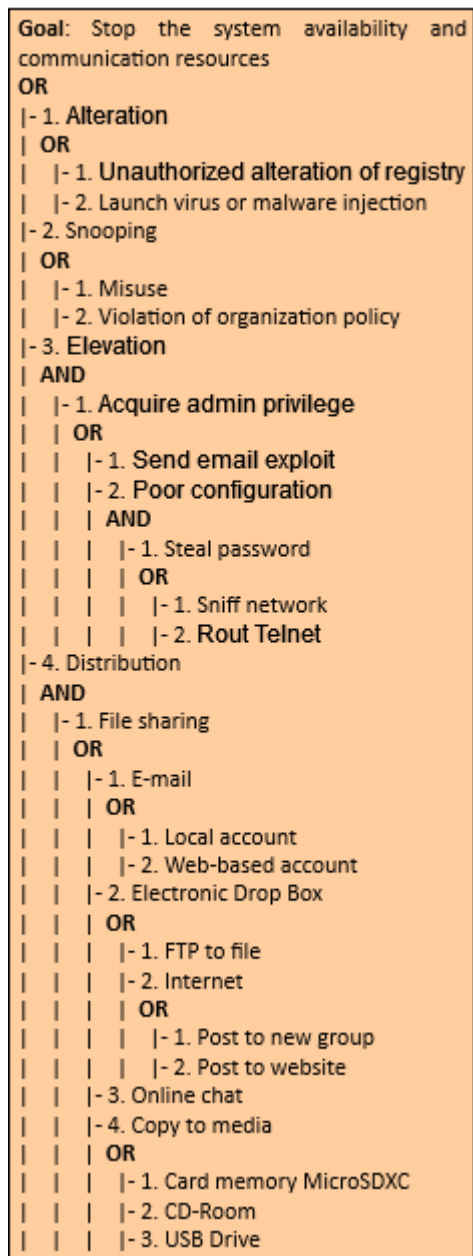 Goal: Stop the system availability and
communication resources
OR
|- 1. Alteration
| OR
| |- 1. Unauthorized alteration of registry
| |- 2. Launch virus or malware injection
|- 2. Snooping
| OR
| |- 1. Misuse
| |- 2. Violation of organization policy
|- 3. Elevation
| AND
| |- 1. Acquire admin privilege
| | OR
| | |- 1. Send email exploit
| | |- 2. Poor configuration
| | | AND
| | | |- 1. Steal password
| | | | OR
| | | | |- 1. Sniff network
| | | | |- 2. Rout Telnet
|- 4. Distribution
| AND
| |- 1. File sharing
| | OR
| | |- 1. E-mail
| | | OR
| | | |- 1. Local account
| | | |- 2. Web-based account
| | |- 2. Electronic Drop Box
| | | OR
| | | |- 1. FTP to file
| | | |- 2. Internet
| | | | OR
| | | | |- 1. Post to new group
| | | | |- 2. Post to website
| | |- 3. Online chat
| | |- 4. Copy to media
| | | OR
| | | |- 1. Card memory MicroSDXC
| | | |- 2. CD-Room
| | | |- 3. USB Drive